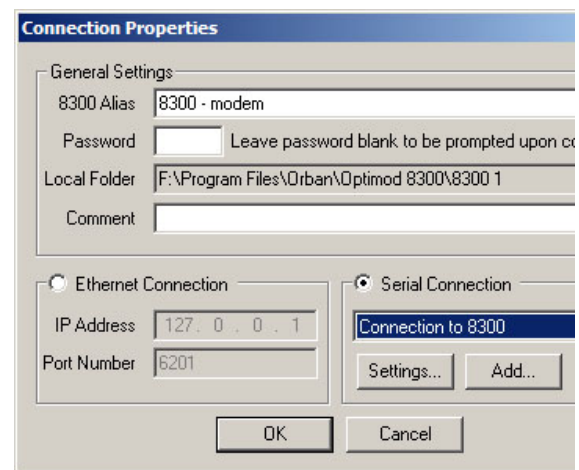 Connection Properties
General Settings
8300 Alias 8300 - modem
Password Leave password blank to be prompted upon
Local Folder F:\Program Files\Orban\Optimod 8300\8300 1
Comment
Ethernet Connection
IP Address 127. 0 . 0 . 1
Port Number 6201
Serial Connection
Connection to 8300
Settings... Add...
OK Cancel